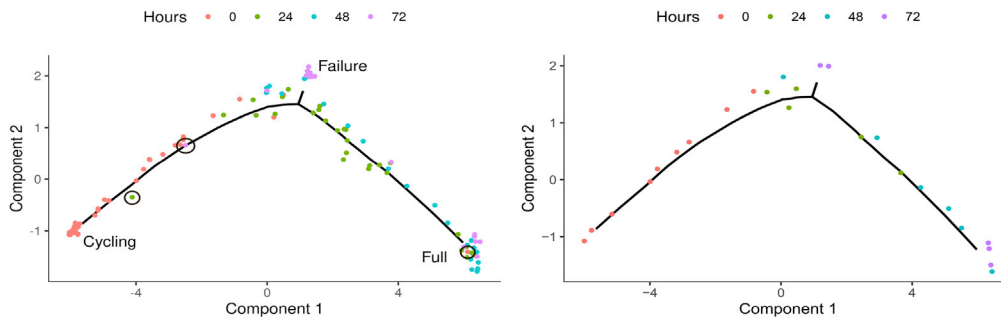 Hours 0 24 48 72
2
1
0
-1
Component 2
Failure
Cycling
Full
-4 0 4
Component 1
Hours 0 24 48 72
2
1
0
−1
Component 2
−4 0 4
Component 1